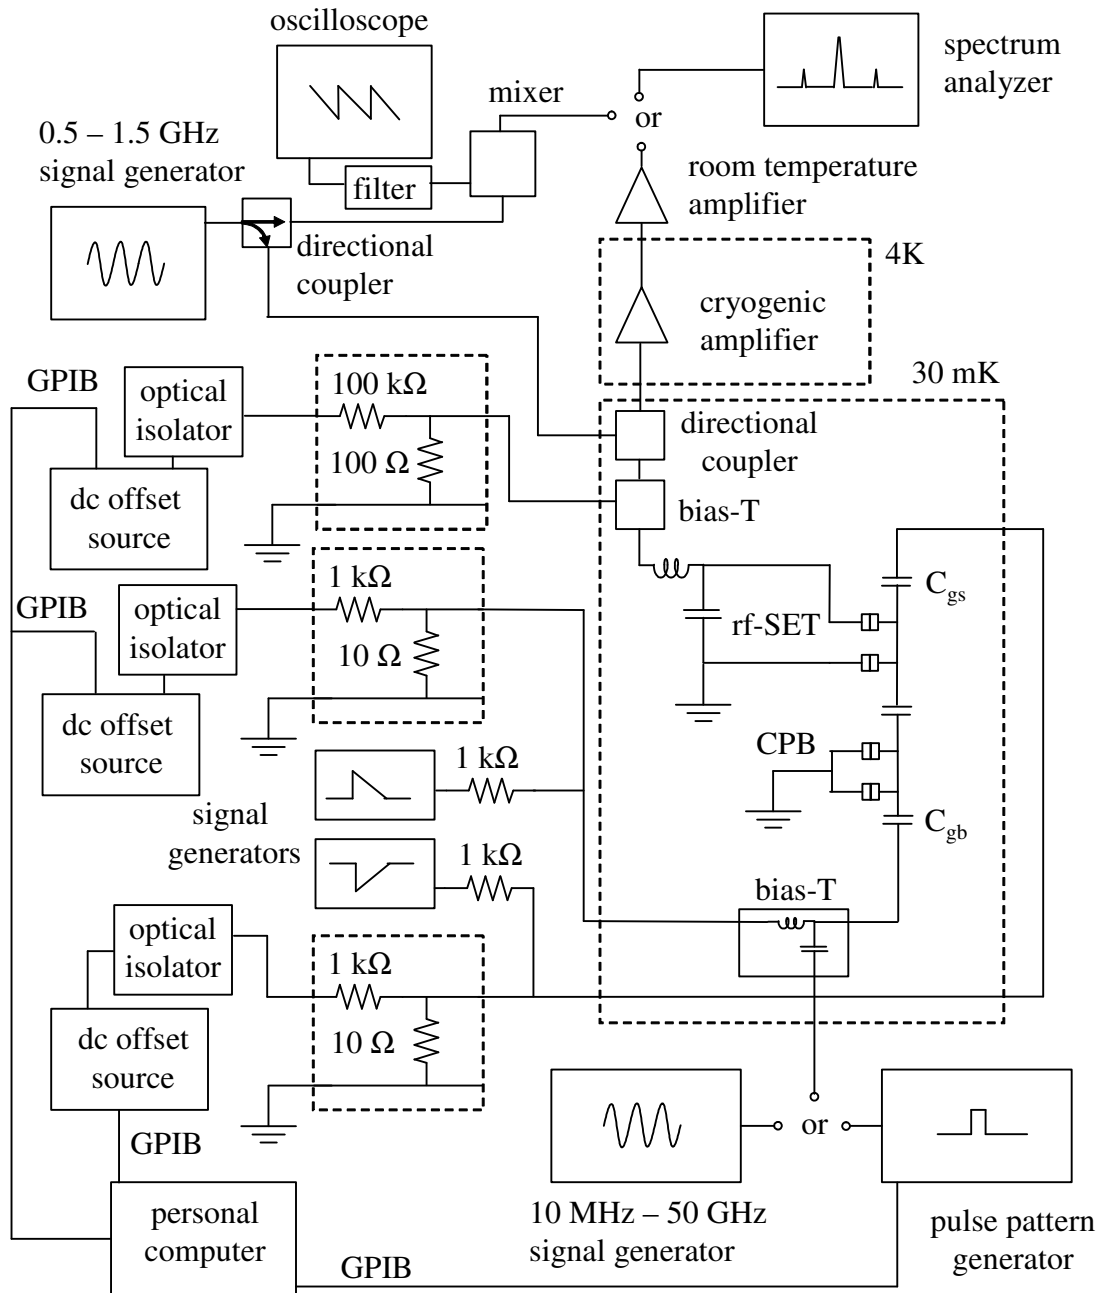 oscilloscope
spectrum
analyzer
mixer
or
0.5 – 1.5 GHz
signal generator
filter
room temperature
amplifier
directional
coupler
4K
cryogenic
amplifier
30 mK
GPIB
optical
isolator
100 kΩ
100 Ω
directional
coupler
dc offset
source
bias-T
1 kΩ
Cgs
GPIB
optical
isolator
10 Ω
rf-SET
dc offset
source
CPB
1 kΩ
signal
generators
Cgb
1 kΩ
bias-T
optical
isolator
1 kΩ
dc offset
source
10 Ω
or
GPIB
personal
computer
10 MHz – 50 GHz
signal generator
pulse pattern
generator
GPIB